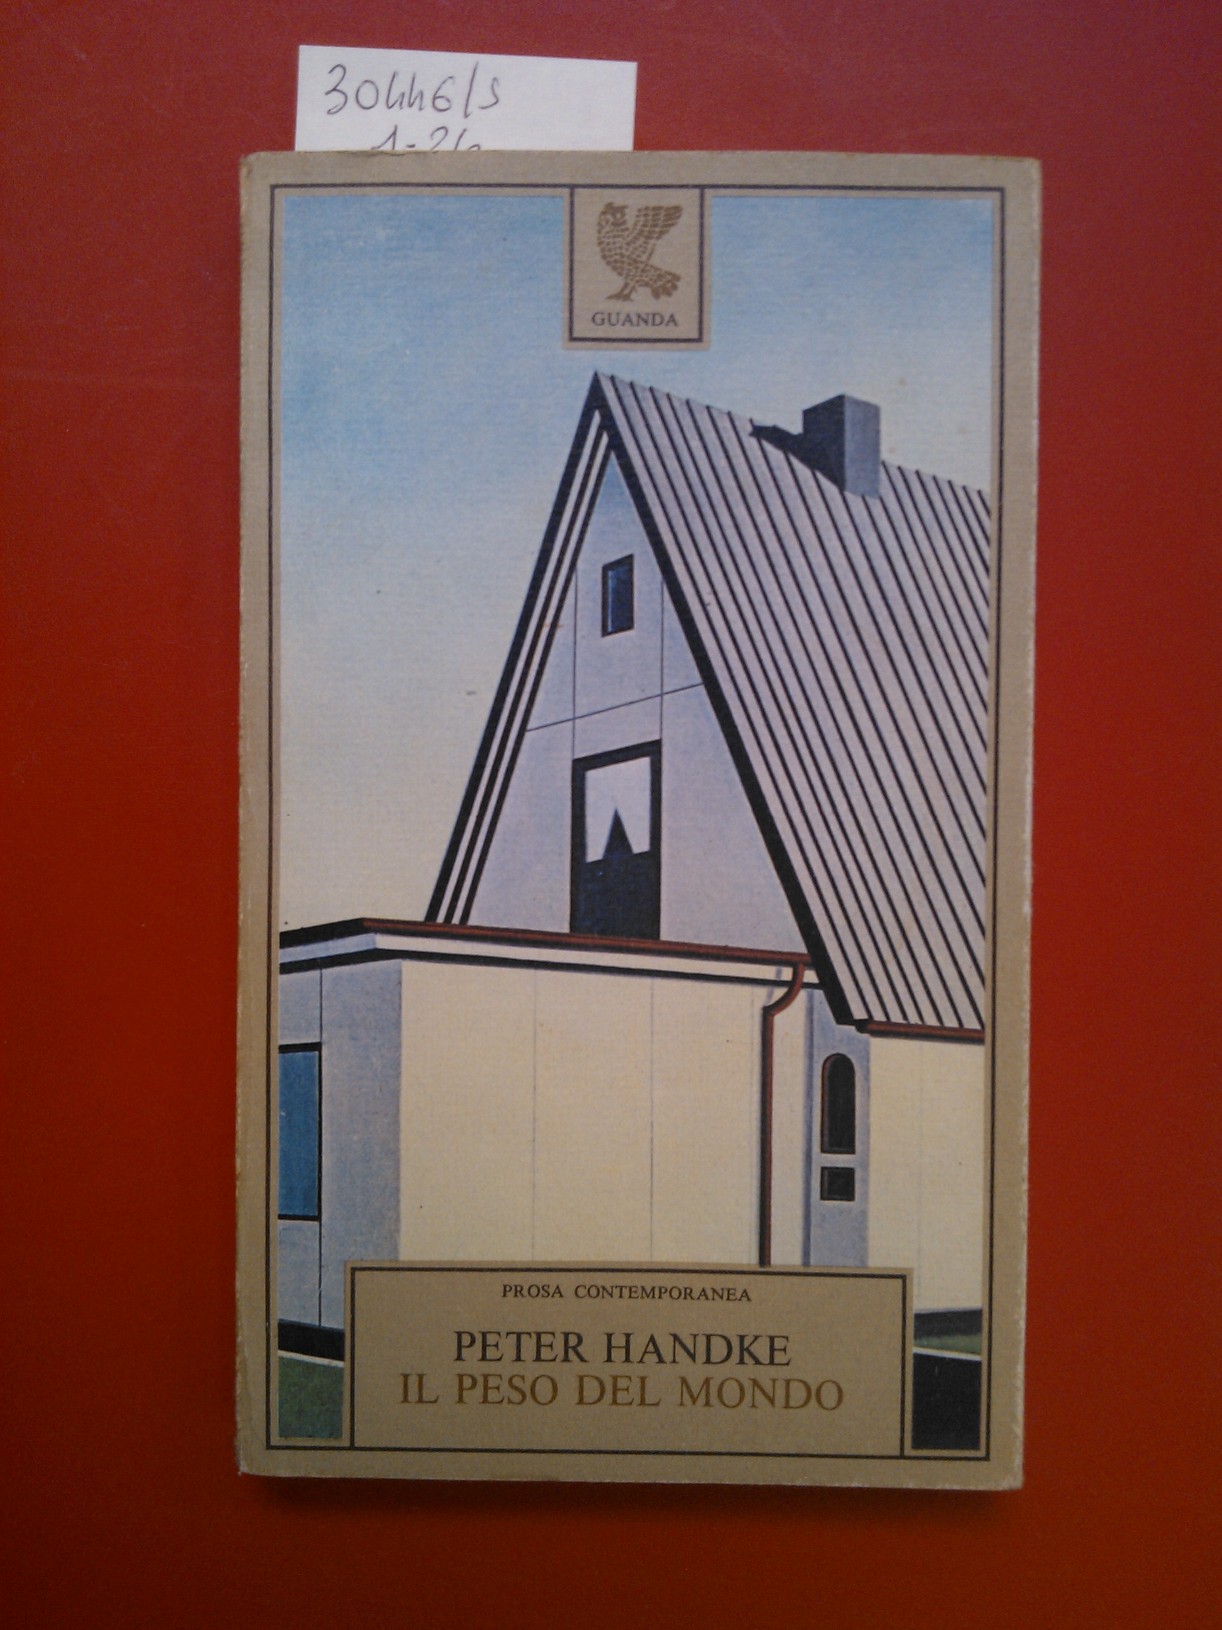 30446/S
GUANDA
PROSA CONTEMPORANEA
PETER HANDKE
IL PESO DEL MONDO